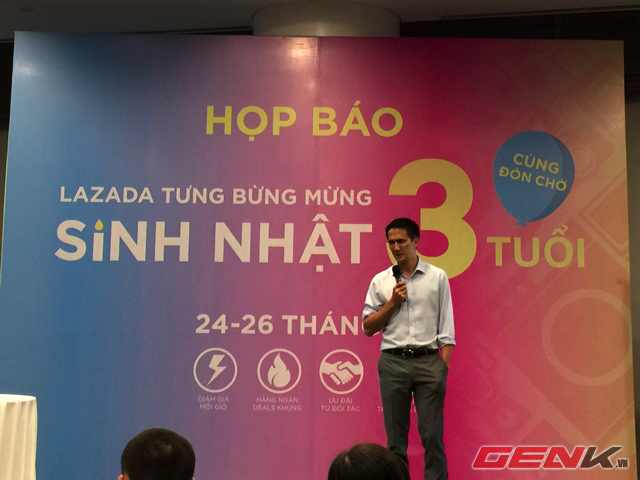 HỌP BÁO
CÙNG
ĐÓN CHỜ
LAZADA TƯNG BỪNG MỪNG
SiNH NHẬT 3 TUỔI
24-26 THÁN
GIẢM GIÁ
MỖI GIỜ
HÀNG NGÀN
DEALS KHỦNG
ƯU ĐÃI
TỪ ĐỐI TÁC
GENK.VN